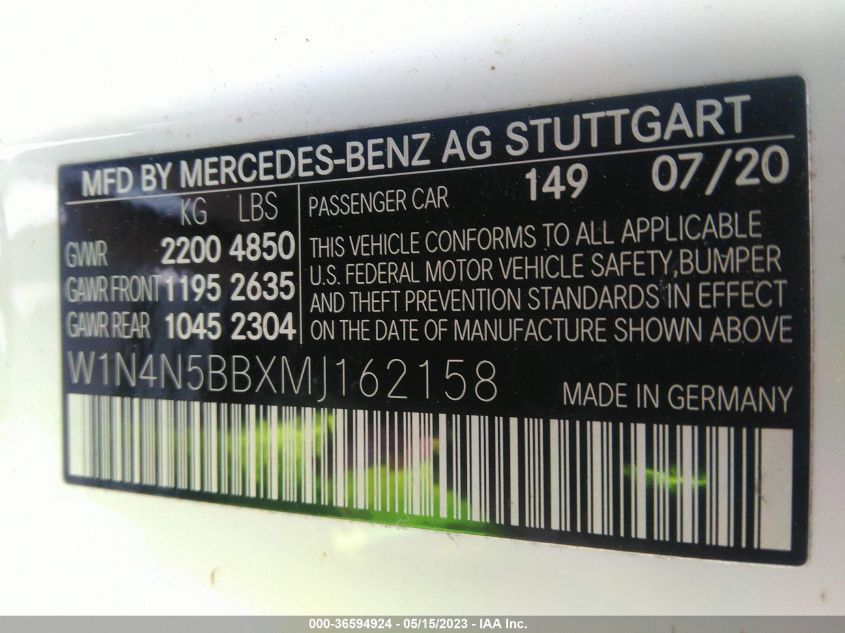 MFD BY MERCEDES-BENZ AG STUTTGART
KG LBS
GVWR 2200 4850
GAWR FRONT 1195 2635
GAWR REAR 1045 2304
PASSENGER CAR 149 07/20
THIS VEHICLE CONFORMS TO ALL APPLICABLE
U.S. FEDERAL MOTOR VEHICLE SAFETY,BUMPER
AND THEFT PREVENTION STANDARDS IN EFFECT
ON THE DATE OF MANUFACTURE SHOWN ABOVE
W1N4N5BBXMJ162158
MADE IN GERMANY
000-36594924 - 05/15/2023 - IAA Inc.